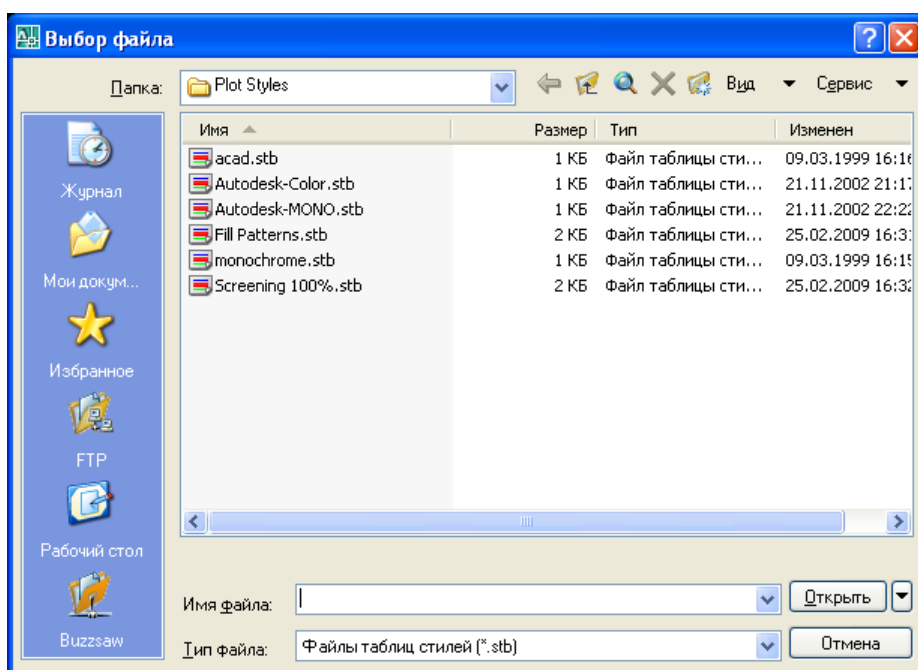 Выбор файла
Папка: Plot Styles Вид Сервис
Имя Размер Тип Изменен
acad.stb 1 КБ Файл таблицы сти... 09.03.1999 16:16
Autodesk-Color.stb 1 КБ Файл таблицы сти... 21.11.2002 21:17
Autodesk-MONO.stb 1 КБ Файл таблицы сти... 21.11.2002 22:22
Fill Patterns.stb 2 КБ Файл таблицы сти... 25.02.2009 16:3
monochrome.stb 1 КБ Файл таблицы сти... 09.03.1999 16:15
Screening 100%.stb 2 КБ Файл таблицы сти... 25.02.2009 16:32
Журнал
Мои докум...
Избранное
FTP
Рабочий стол
Buzzsaw
Имя файла: Открыть
Тип файла: Файлы таблиц стилей (*.stb) Отмена